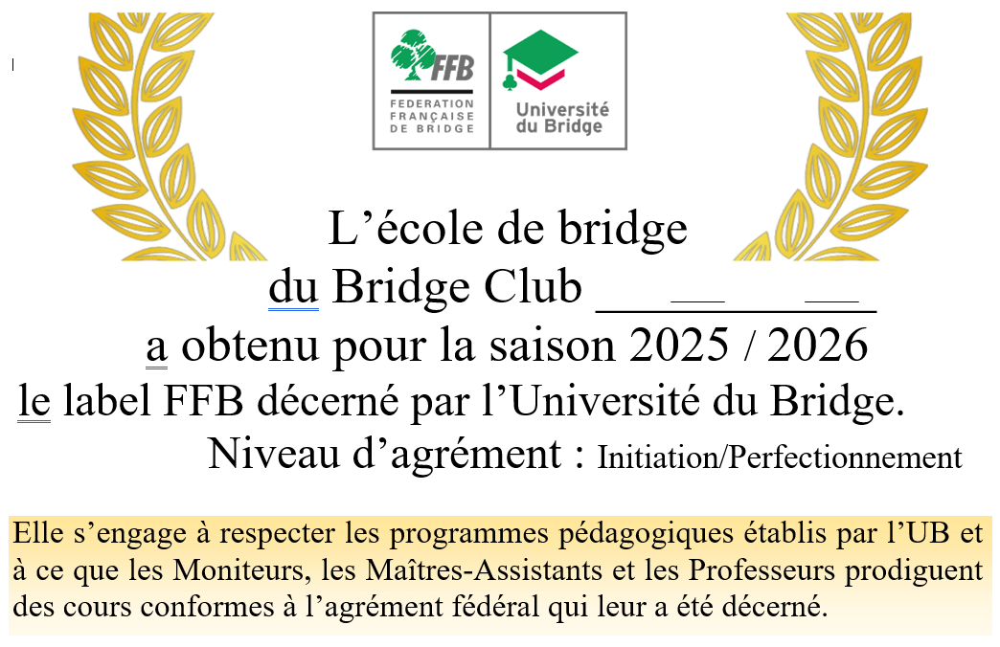 FFB
FEDERATION
FRANÇAISE
DE BRIDGE
Université
du Bridge
L’école de bridge
du Bridge Club ____________
a obtenu pour la saison 2025 / 2026
le label FFB décerné par l’Université du Bridge.
Niveau d’agrément : Initiation/Perfectionnement
Elle s’engage à respecter les programmes pédagogiques établis par l’UB et
à ce que les Moniteurs, les Maîtres-Assistants et les Professeurs prodiguent
des cours conformes à l’agrément fédéral qui leur a été décerné.